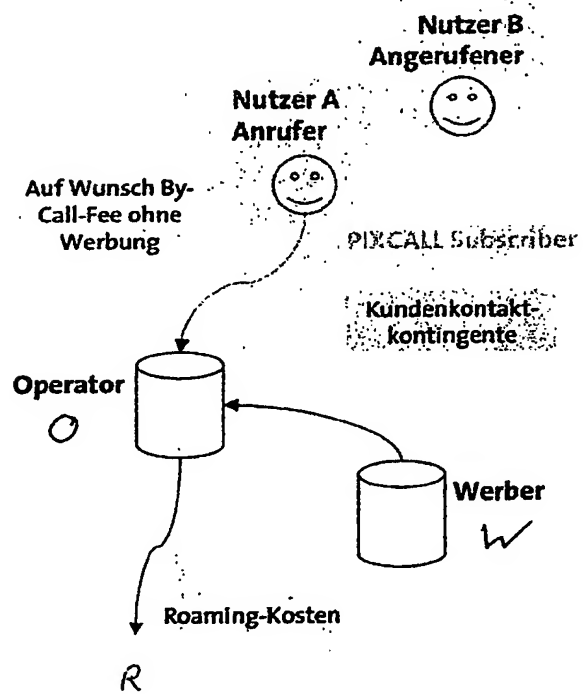 Nutzer B
Angerufener
Nutzer A
Anrufer
Auf Wunsch By-
Call-Fee ohne
Werbung
PIXCALL Subscriber
Kundenkontakt-
kontingente
Operator
O
Werber
W
Roaming-Kosten
R